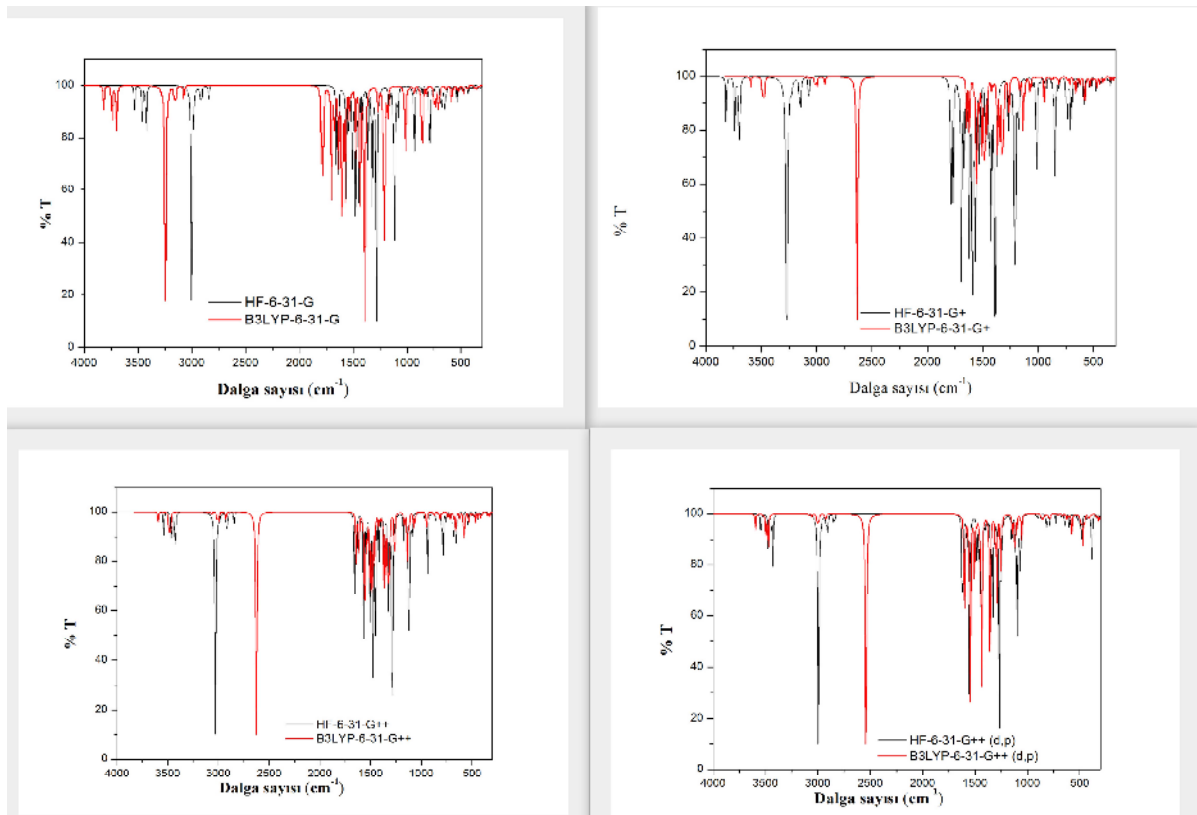 100
80
60
40
20
0
% T
HF-6-31-G
B3LYP-6-31-G
4000 3500 3000 2500 2000 1500 1000 500
Dalga sayısı (cm⁻¹)
100
80
60
40
20
0
% T
HF-6-31-G+
B3LYP-6-31-G+
4000 3500 3000 2500 2000 1500 1000 500
Dalga sayısı (cm⁻¹)
100
80
60
40
20
0
% T
HF-6-31-G++
B3LYP-6-31-G++
4000 3500 3000 2500 2000 1500 1000 500
Dalga sayısı (cm⁻¹)
100
80
60
40
20
0
% T
HF-6-31-G++ (d,p)
B3LYP-6-31-G++ (d,p)
4000 3500 3000 2500 2000 1500 1000 500
Dalga sayısı (cm⁻¹)